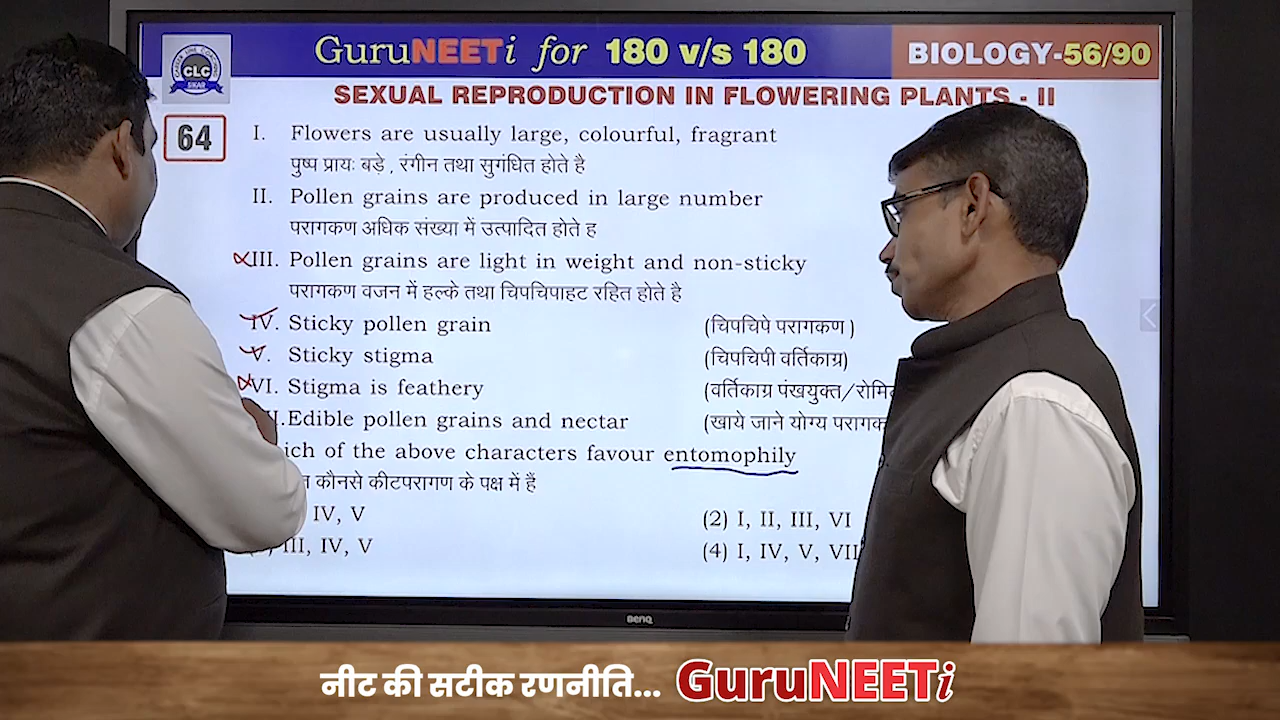 GuruNEETi for 180 v/s 180
BIOLOGY-56/90
CLC
SIKAR
SEXUAL REPRODUCTION IN FLOWERING PLANTS - II
64
I. Flowers are usually large, colourful, fragrant
पुष्प प्रायः बड़े , रंगीन तथा सुगंधित होते है
II. Pollen grains are produced in large number
परागकण अधिक संख्या में उत्पादित होते ह
III. Pollen grains are light in weight and non-sticky
परागकण वजन में हल्के तथा चिपचिपाहट रहित होते है
IV. Sticky pollen grain (चिपचिपे परागकण )
V. Sticky stigma (चिपचिपी वर्तिकाग्र)
VI. Stigma is feathery (वर्तिकाग्र पंखयुक्त/
Edible pollen grains and nectar (खाये जाने योग्य
of the above characters favour entomophily
कौनसे कीटपरागण के पक्ष में हैं
IV, V
(2) I, II, III, VI
III, IV, V
(4) I, IV, V, VII
BenQ
नीट की सटीक रणनीति... GuruNEETi